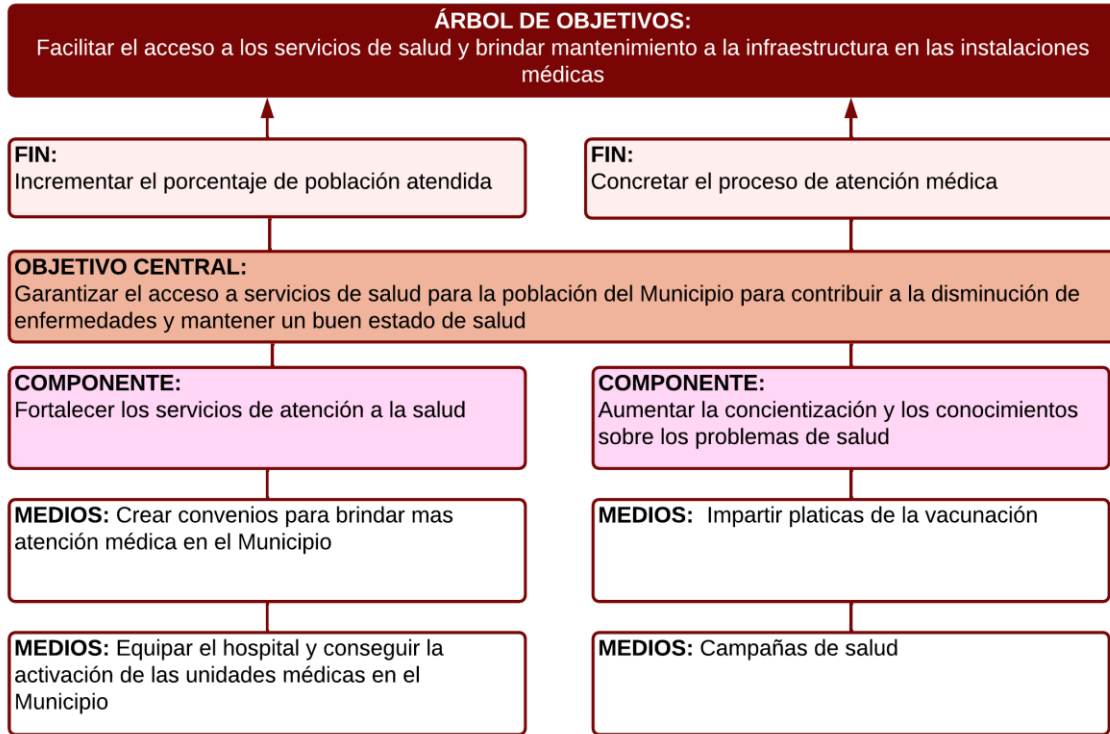 ÁRBOL DE OBJETIVOS:
Facilitar el acceso a los servicios de salud y brindar mantenimiento a la infraestructura en las instalaciones
médicas
FIN:
Incrementar el porcentaje de población atendida
FIN:
Concretar el proceso de atención médica
OBJETIVO CENTRAL:
Garantizar el acceso a servicios de salud para la población del Municipio para contribuir a la disminución de
enfermedades y mantener un buen estado de salud
COMPONENTE:
Fortalecer los servicios de atención a la salud
COMPONENTE:
Aumentar la concientización y los conocimientos
sobre los problemas de salud
MEDIOS: Crear convenios para brindar mas
atención médica en el Municipio
MEDIOS: Impartir platicas de la vacunación
MEDIOS: Equipar el hospital y conseguir la
activación de las unidades médicas en el
Municipio
MEDIOS: Campañas de salud